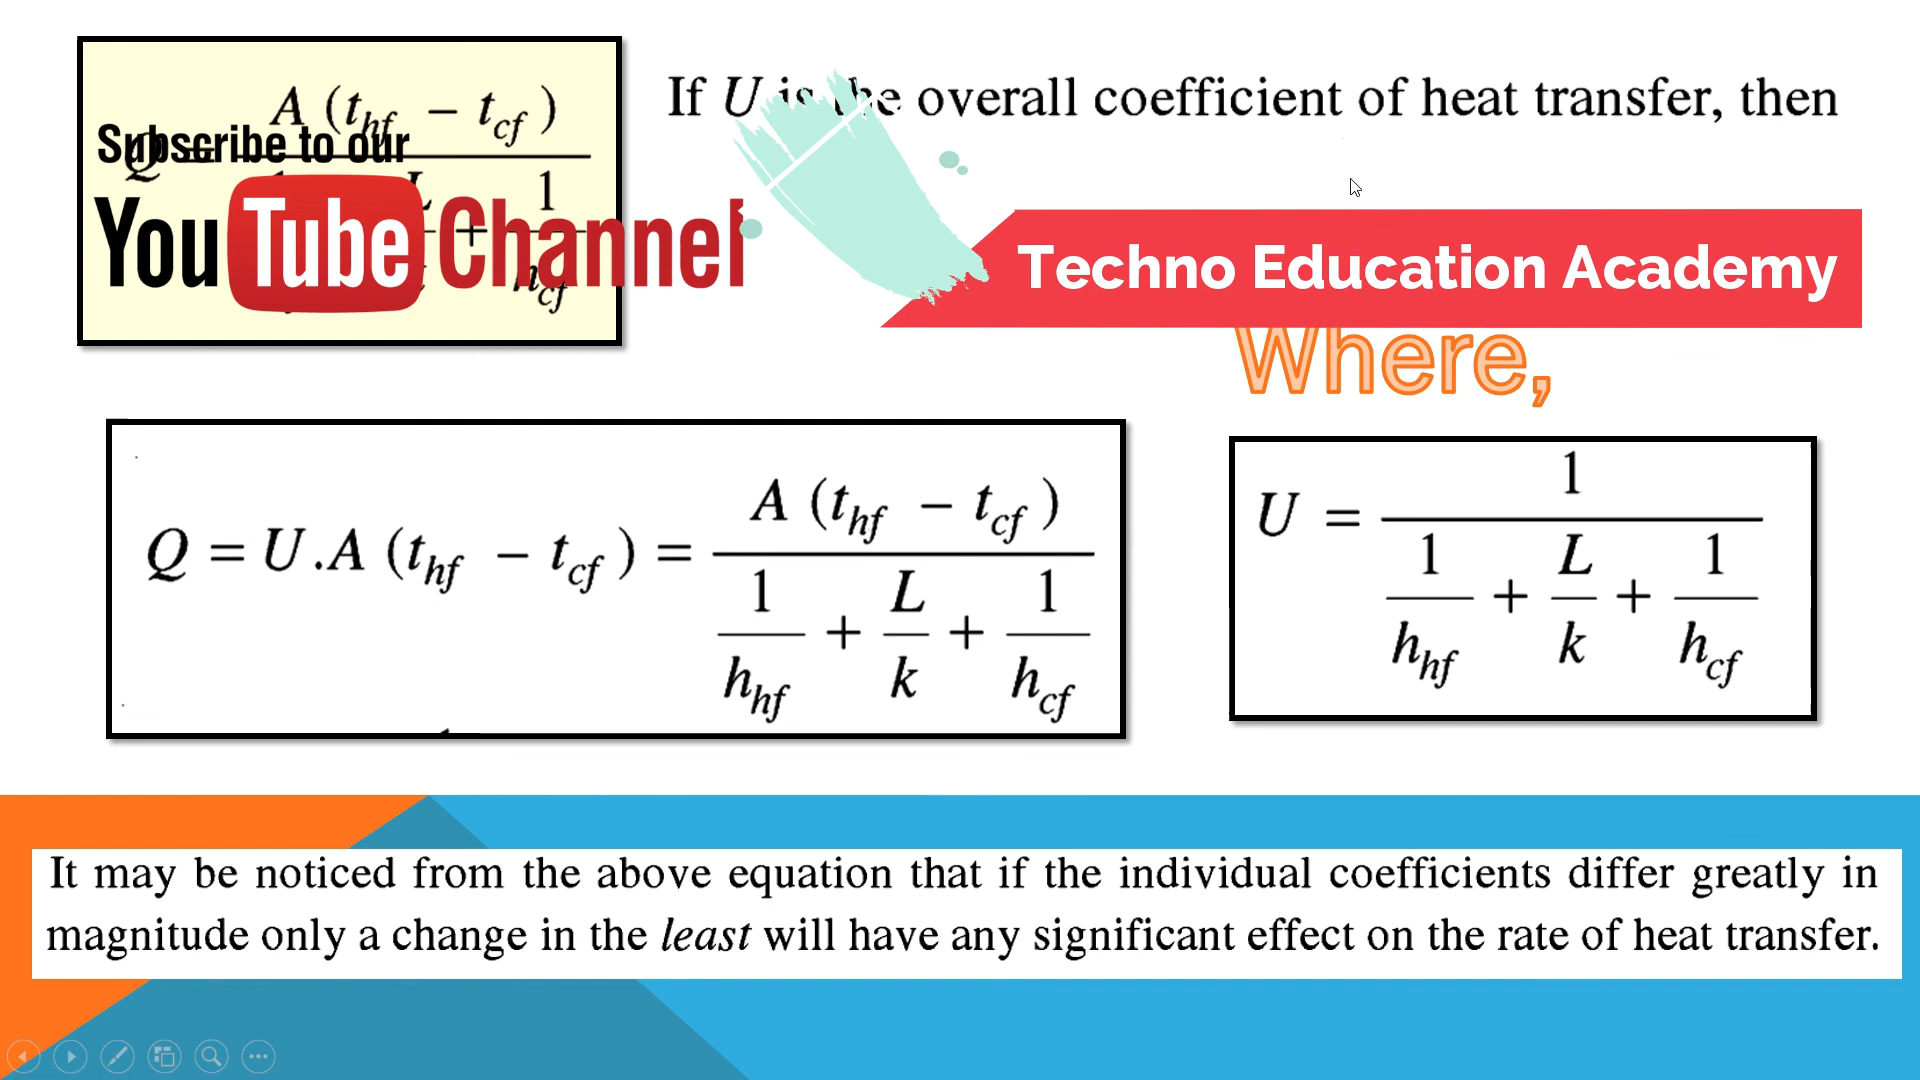 If U is the overall coefficient of heat transfer, then
A (t_hf − t_cf)
Subscribe to our
YouTube Channel
Techno Education Academy
Where,
Q = U.A (t_hf − t_cf) = A (t_hf − t_cf) / (1/h_hf + L/k + 1/h_cf)
U = 1 / (1/h_hf + L/k + 1/h_cf)
It may be noticed from the above equation that if the individual coefficients differ greatly in
magnitude only a change in the least will have any significant effect on the rate of heat transfer.